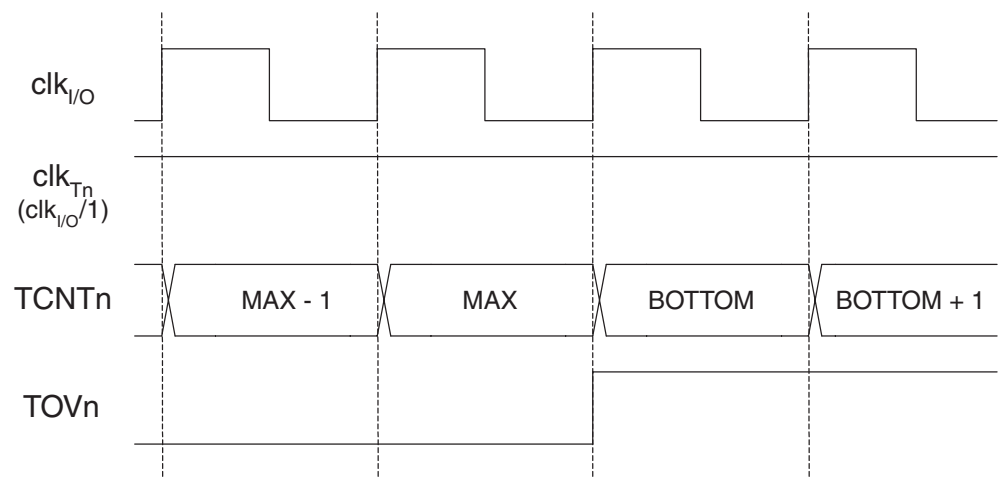 clkI/O
clkTn
(clkI/O/1)
TCNTn MAX - 1 MAX BOTTOM BOTTOM + 1
TOVn